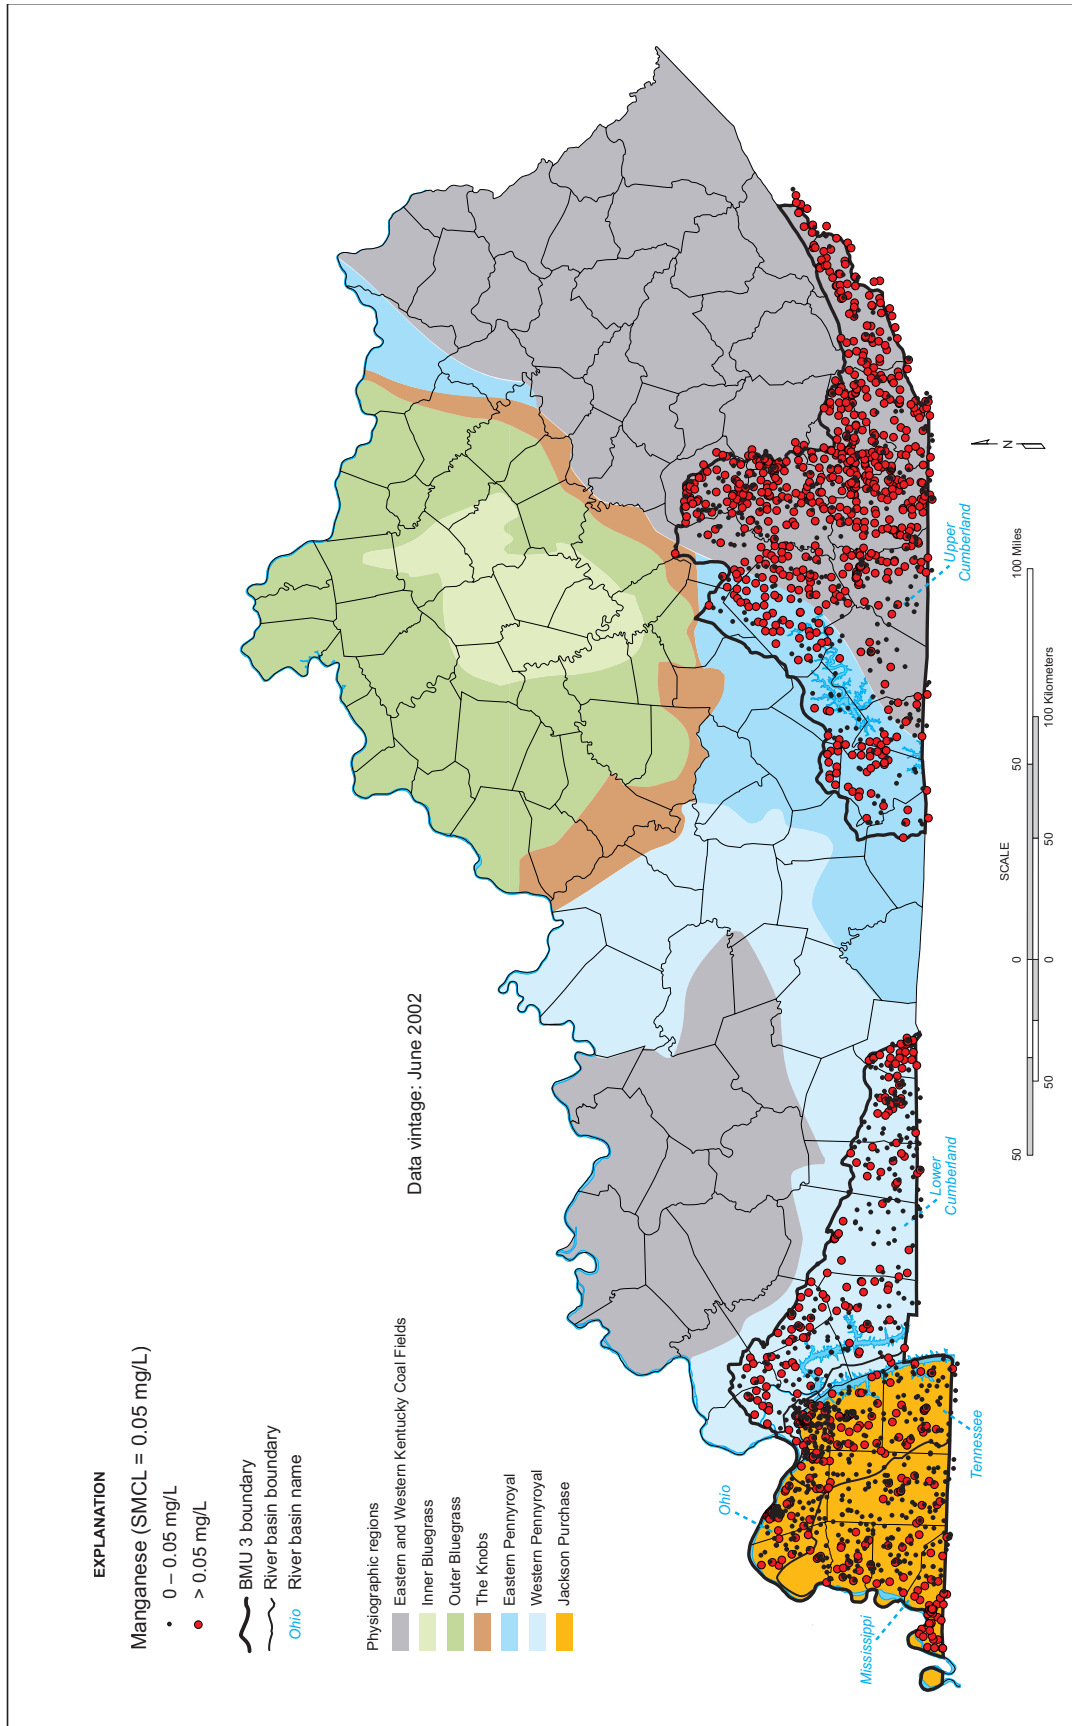 EXPLANATION
Manganese (SMCL = 0.05 mg/L)
0 – 0.05 mg/L
> 0.05 mg/L
BMU 3 boundary
River basin boundary
Ohio River basin name
Physiographic regions
Eastern and Western Kentucky Coal Fields
Inner Bluegrass
Outer Bluegrass
The Knobs
Eastern Pennyroyal
Western Pennyroyal
Jackson Purchase
Data vintage: June 2002
Ohio
Mississippi
Tennessee
Lower
Cumberland
Upper
Cumberland
N
SCALE
50 0 50 100 Miles
50 0 50 100 Kilometers